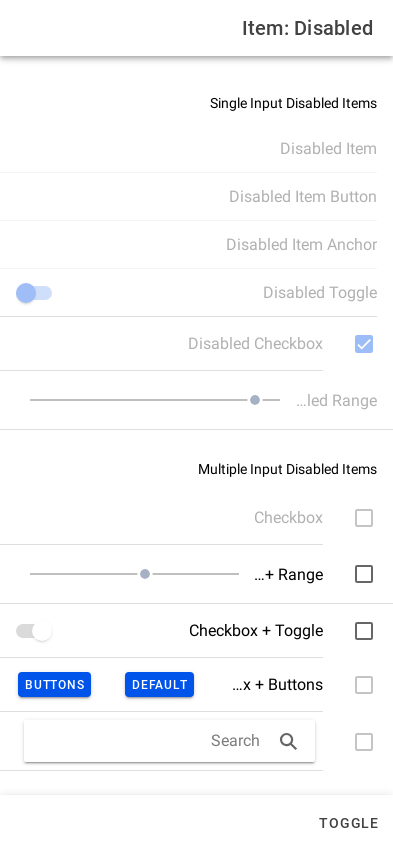 Item: Disabled
Single Input Disabled Items
Disabled Item
Disabled Item Button
Disabled Item Anchor
Disabled Toggle
Disabled Checkbox
...led Range
Multiple Input Disabled Items
Checkbox
...+ Range
Checkbox + Toggle
...x + Buttons DEFAULT BUTTONS
Search
TOGGLE